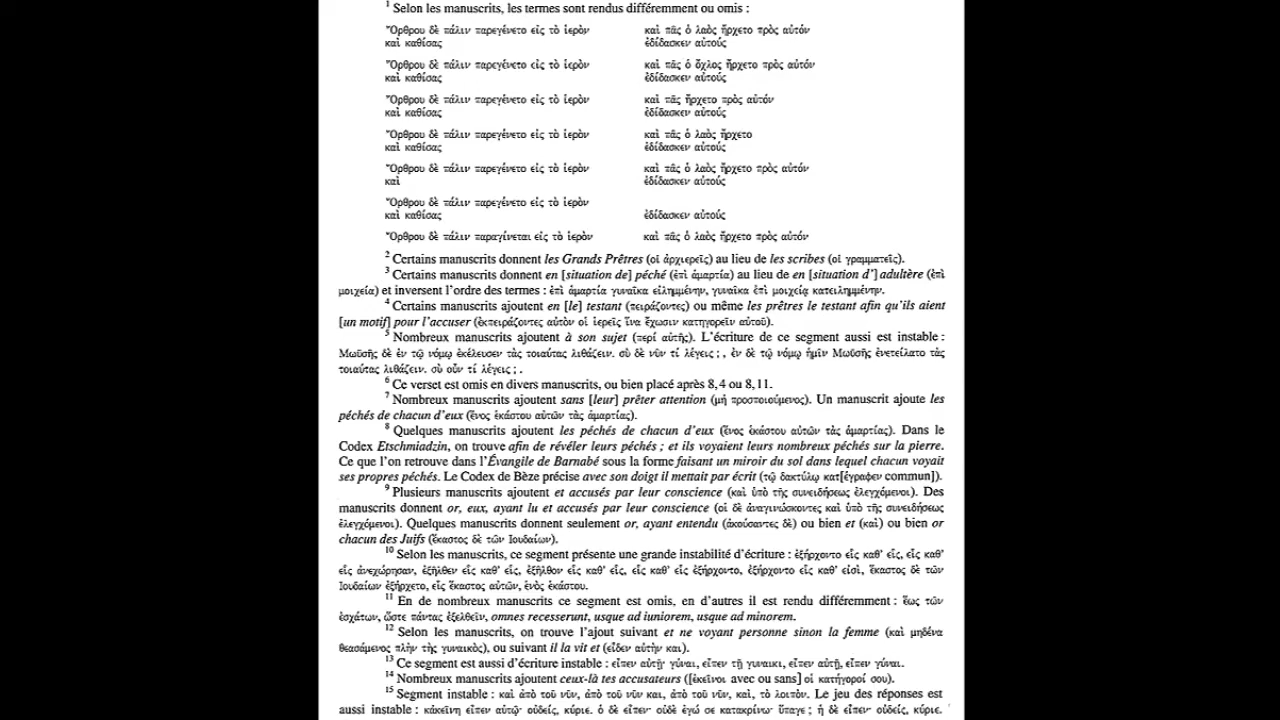 ¹ Selon les manuscrits, les termes sont rendus différemment ou omis :
Ὄρθρου δὲ πάλιν παρεγένετο εἰς τὸ ἱερὸν καὶ πᾶς ὁ λαὸς ἤρχετο πρὸς αὐτόν
καὶ καθίσας ἐδίδασκεν αὐτούς
Ὄρθρου δὲ πάλιν παρεγένετο εἰς τὸ ἱερὸν καὶ πᾶς ὁ ὄχλος ἤρχετο πρὸς αὐτόν
καὶ καθίσας ἐδίδασκεν αὐτούς
Ὄρθρου δὲ πάλιν παρεγένετο εἰς τὸ ἱερὸν καὶ πᾶς ἤρχετο πρὸς αὐτόν
καὶ καθίσας ἐδίδασκεν αὐτούς
Ὄρθρου δὲ πάλιν παρεγένετο εἰς τὸ ἱερὸν καὶ πᾶς ὁ λαὸς ἤρχετο
καὶ καθίσας ἐδίδασκεν αὐτούς
Ὄρθρου δὲ πάλιν παρεγένετο εἰς τὸ ἱερὸν καὶ πᾶς ὁ λαὸς ἤρχετο πρὸς αὐτόν
καὶ ἐδίδασκεν αὐτούς
Ὄρθρου δὲ πάλιν παρεγένετο εἰς τὸ ἱερὸν
καὶ καθίσας ἐδίδασκεν αὐτούς
Ὄρθρου δὲ πάλιν παραγίνεται εἰς τὸ ἱερὸν καὶ πᾶς ὁ λαὸς ἤρχετο πρὸς αὐτόν
² Certains manuscrits donnent les Grands Prêtres (οἱ ἀρχιερεῖς) au lieu de les scribes (οἱ γραμματεῖς).
³ Certains manuscrits donnent en [situation de] péché (ἐπὶ ἁμαρτία) au lieu de en [situation d'] adultère (ἐπὶ
μοιχεία) et inversent l'ordre des termes : ἐπὶ ἁμαρτία γυναῖκα εἰλημμένην, γυναῖκα ἐπὶ μοιχείᾳ κατειλημμένην.
⁴ Certains manuscrits ajoutent en [le] testant (πειράζοντες) ou même les prêtres le testant afin qu'ils aient
[un motif] pour l'accuser (ἐκπειράζοντες αὐτὸν οἱ ἱερεῖς ἵνα ἔχωσιν κατηγορεῖν αὐτοῦ).
⁵ Nombreux manuscrits ajoutent à son sujet (περὶ αὐτῆς). L'écriture de ce segment aussi est instable :
Μωϋσῆς δὲ ἐν τῷ νόμῳ ἐκέλευσεν τὰς τοιαύτας λιθάζειν. σὺ δὲ νῦν τί λέγεις ; , ἐν δὲ τῷ νόμῳ ἡμῖν Μωϋσῆς ἐνετείλατο τὰς
τοιαύτας λιθάζειν. σὺ οὖν τί λέγεις ; .
⁶ Ce verset est omis en divers manuscrits, ou bien placé après 8, 4 ou 8, 11.
⁷ Nombreux manuscrits ajoutent sans [leur] prêter attention (μὴ προσποιούμενος). Un manuscrit ajoute les
péchés de chacun d'eux (ἕνος ἑκάστου αὐτῶν τὰς ἁμαρτίας).
⁸ Quelques manuscrits ajoutent les péchés de chacun d'eux (ἕνος ἑκάστου αὐτῶν τὰς ἁμαρτίας). Dans le
Codex Etschmiadzin, on trouve afin de révéler leurs péchés ; et ils voyaient leurs nombreux péchés sur la pierre.
Ce que l'on retrouve dans l'Évangile de Barnabé sous la forme faisant un miroir du sol dans lequel chacun voyait
ses propres péchés. Le Codex de Bèze précise avec son doigt il mettait par écrit (τῷ δακτύλῳ κατ[έγραφεν commun]).
⁹ Plusieurs manuscrits ajoutent et accusés par leur conscience (καὶ ὑπὸ τῆς συνειδήσεως ἐλεγχόμενοι). Des
manuscrits donnent or, eux, ayant lu et accusés par leur conscience (οἱ δὲ ἀναγινώσκοντες καὶ ὑπὸ τῆς συνειδήσεως
ἐλεγχόμενοι). Quelques manuscrits donnent seulement or, ayant entendu (ἀκούσαντες δὲ) ou bien et (καὶ) ou bien or
chacun des Juifs (ἕκαστος δὲ τῶν Ἰουδαίων).
¹⁰ Selon les manuscrits, ce segment présente une grande instabilité d'écriture : ἐξήρχοντο εἷς καθ' εἷς, εἷς καθ'
εἷς ἀνεχώρησαν, ἐξῆλθεν εἷς καθ' εἷς, ἐξῆλθον εἷς καθ' εἷς, εἷς καθ' εἷς ἐξήρχοντο, ἐξήρχοντο εἷς καθ' εἰσὶ, ἕκαστος δὲ τῶν
Ἰουδαίων ἐξήρχετο, εἷς ἕκαστος αὐτῶν, ἑνὸς ἑκάστου.
¹¹ En de nombreux manuscrits ce segment est omis, en d'autres il est rendu différemment : ἕως τῶν
ἐσχάτων, ὥστε πάντας ἐξελθεῖν, omnes recesserunt, usque ad iuniorem, usque ad minorem.
¹² Selon les manuscrits, on trouve l'ajout suivant et ne voyant personne sinon la femme (καὶ μηδένα
θεασάμενος πλὴν τῆς γυναικὸς), ou suivant il la vit et (εἶδεν αὐτὴν και).
¹³ Ce segment est aussi d'écriture instable : εἶπεν αὐτῇ· γύναι, εἶπεν τῇ γυναικι, εἶπεν αὐτῇ, εἶπεν γύναι.
¹⁴ Nombreux manuscrits ajoutent ceux-là tes accusateurs ([ἐκεῖνοι avec ou sans] οἱ κατήγοροί σου).
¹⁵ Segment instable : καὶ ἀπὸ τοῦ νῦν, ἀπὸ τοῦ νῦν και, ἀπὸ τοῦ νῦν, καὶ, τὸ λοιπὸν. Le jeu des réponses est
aussi instable : κἀκείνη εἶπεν αὐτῷ· οὐδείς, κύριε. ὁ δὲ εἶπεν· οὐδὲ ἐγώ σε κατακρίνω· ὕπαγε ; ἡ δὲ εἶπεν· οὐδείς, κύριε.